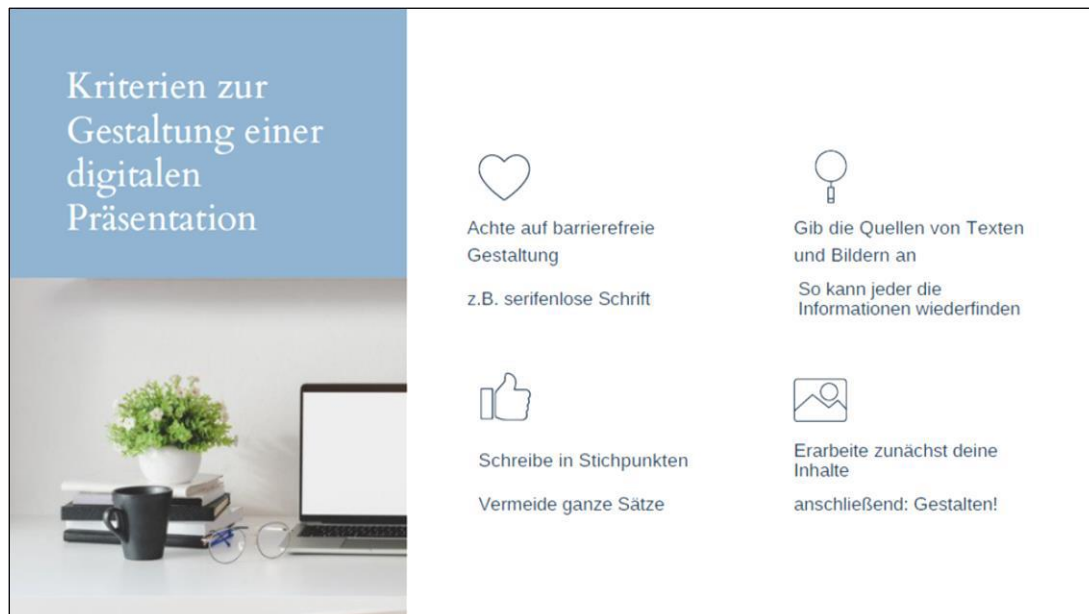 Kriterien zur
Gestaltung einer
digitalen
Präsentation
Achte auf barrierefreie
Gestaltung
z.B. serifenlose Schrift
Gib die Quellen von Texten
und Bildern an
So kann jeder die
Informationen wiederfinden
Schreibe in Stichpunkten
Vermeide ganze Sätze
Erarbeite zunächst deine
Inhalte
anschließend: Gestalten!